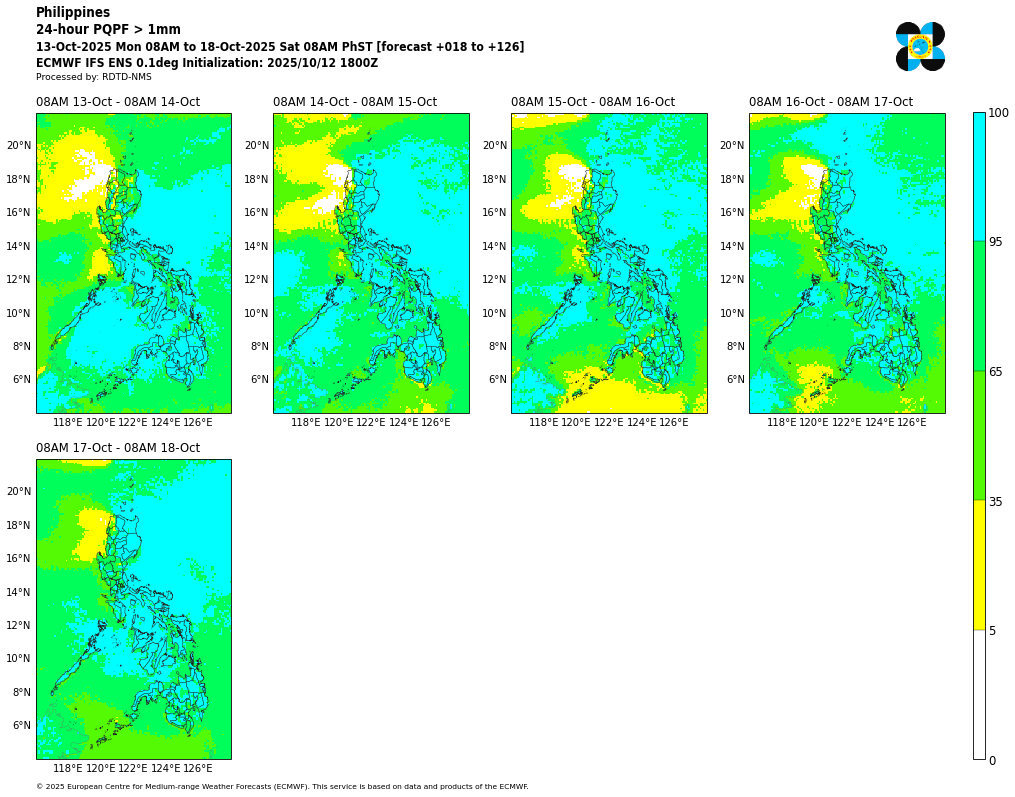 Philippines
24-hour PQPF > 1mm
13-Oct-2025 Mon 08AM to 18-Oct-2025 Sat 08AM PhST [forecast +018 to +126]
ECMWF IFS ENS 0.1deg Initialization: 2025/10/12 1800Z
Processed by: RDTD-NMS
08AM 13-Oct - 08AM 14-Oct
08AM 14-Oct - 08AM 15-Oct
08AM 15-Oct - 08AM 16-Oct
08AM 16-Oct - 08AM 17-Oct
20°N 20°N 20°N 20°N
18°N 18°N 18°N 18°N
16°N 16°N 16°N 16°N
14°N 14°N 14°N 14°N
12°N 12°N 12°N 12°N
10°N 10°N 10°N 10°N
8°N 8°N 8°N 8°N
6°N 6°N 6°N 6°N
118°E 120°E 122°E 124°E 126°E 118°E 120°E 122°E 124°E 126°E 118°E 120°E 122°E 124°E 126°E 118°E 120°E 122°E 124°E 126°E
08AM 17-Oct - 08AM 18-Oct
20°N
18°N
16°N
14°N
12°N
10°N
8°N
6°N
118°E 120°E 122°E 124°E 126°E
100
95
65
35
5
0
© 2025 European Centre for Medium-range Weather Forecasts (ECMWF). This service is based on data and products of the ECMWF.